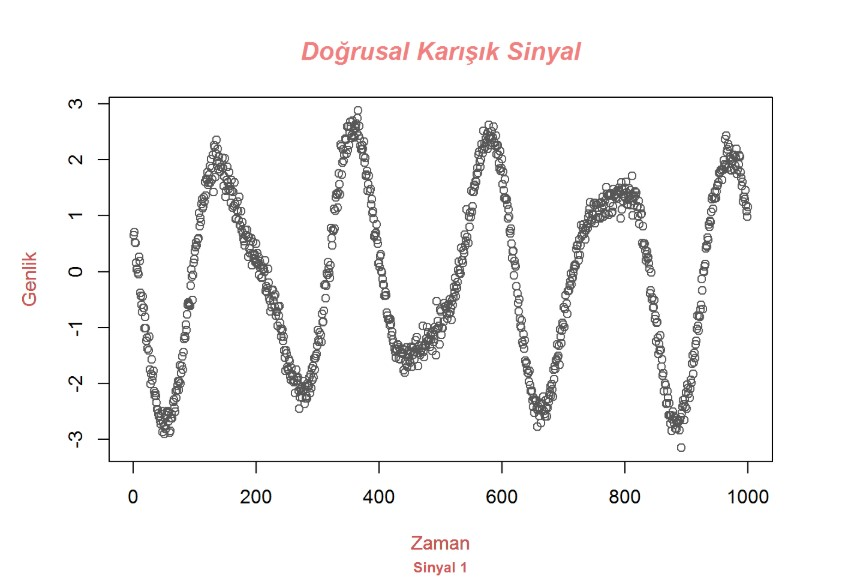 Doğrusal Karışık Sinyal
Genlik
3
2
1
0
-1
-2
-3
0 200 400 600 800 1000
Zaman
Sinyal 1